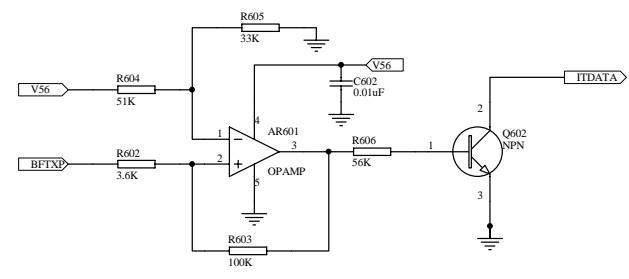 R605
33K
V56
R604
51K
V56
C602
0.01uF
ITDATA
4
1
AR601
2
3
OPAMP
5
BFTXP
R602
3.6K
R606
56K
1
2
Q602
NPN
3
R603
100K